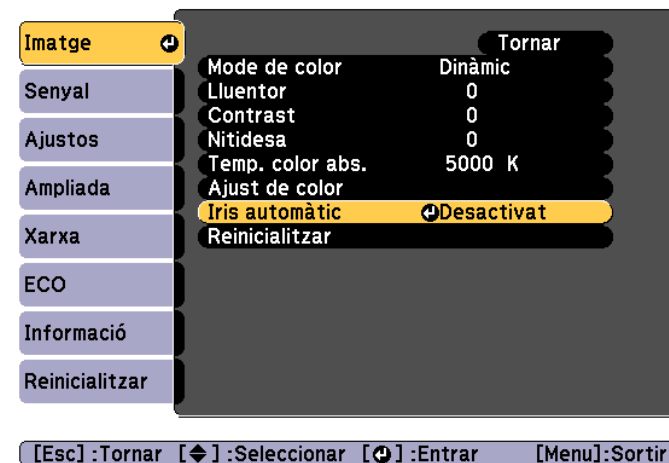 Imatge
Senyal
Ajustos
Ampliada
Xarxa
ECO
Informació
Reinicialitzar
Tornar
Mode de color Dinàmic
Lluentor 0
Contrast 0
Nitidesa 0
Temp. color abs. 5000 K
Ajust de color
Iris automàtic Desactivat
Reinicialitzar
[Esc] :Tornar [ ] :Seleccionar [ ] :Entrar [Menu]:Sortir